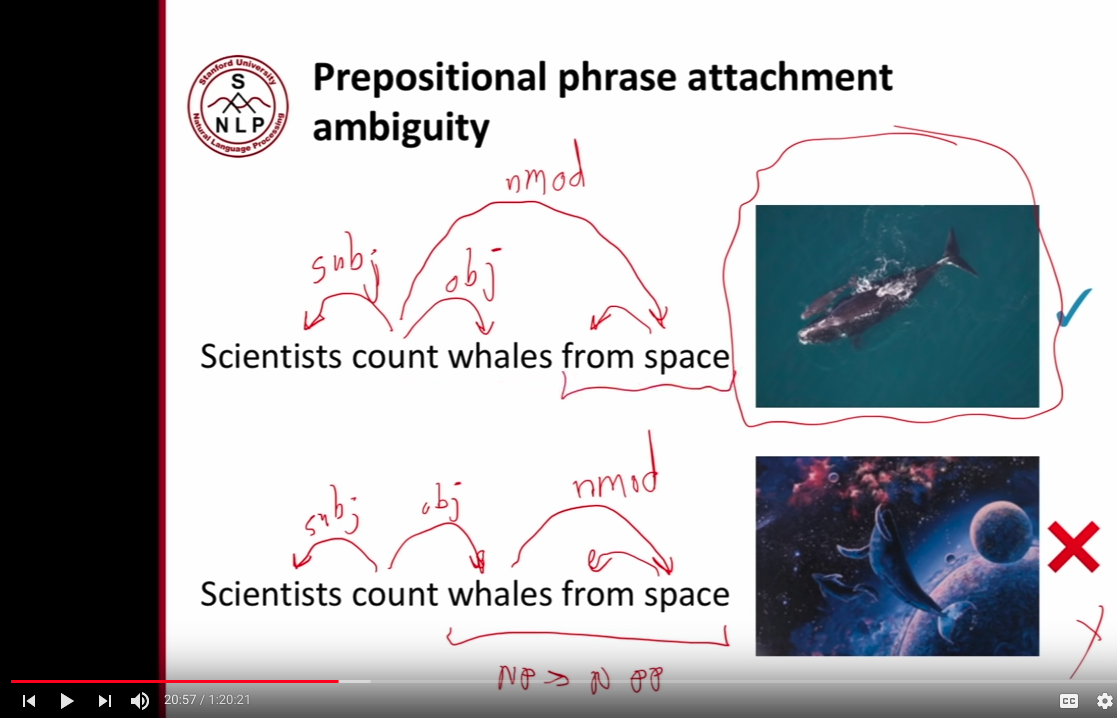 Stanford University
S
NLP
Natural Language Processing
Prepositional phrase attachment
ambiguity
nmod
subj
obj
Scientists count whales from space
nmod
subj
obj
Scientists count whales from space
NP > N PP
20:57 / 1:20:21
CC